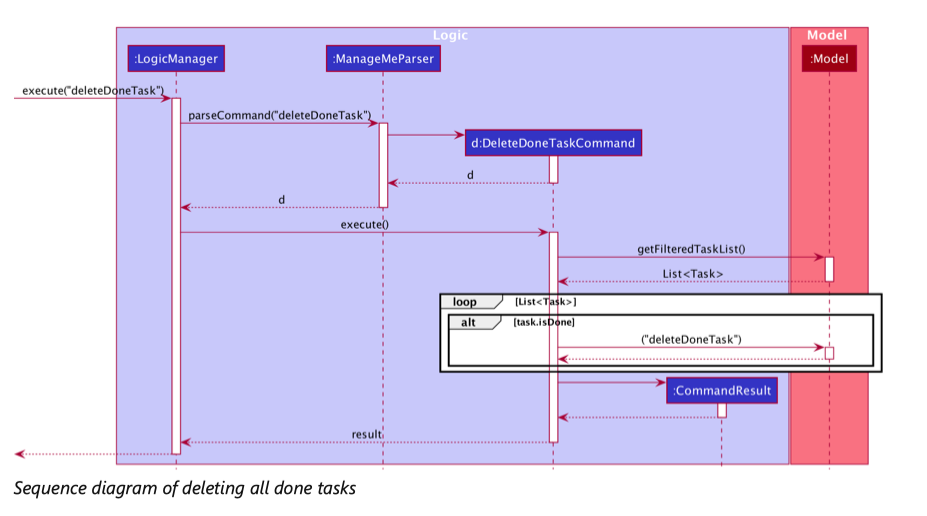 Logic
Model
:LogicManager
:ManageMeParser
:Model
execute("deleteDoneTask")
parseCommand("deleteDoneTask")
d:DeleteDoneTaskCommand
d
d
execute()
getFilteredTaskList()
List<Task>
loop [List<Task>]
alt [task.isDone]
("deleteDoneTask")
:CommandResult
result
Sequence diagram of deleting all done tasks